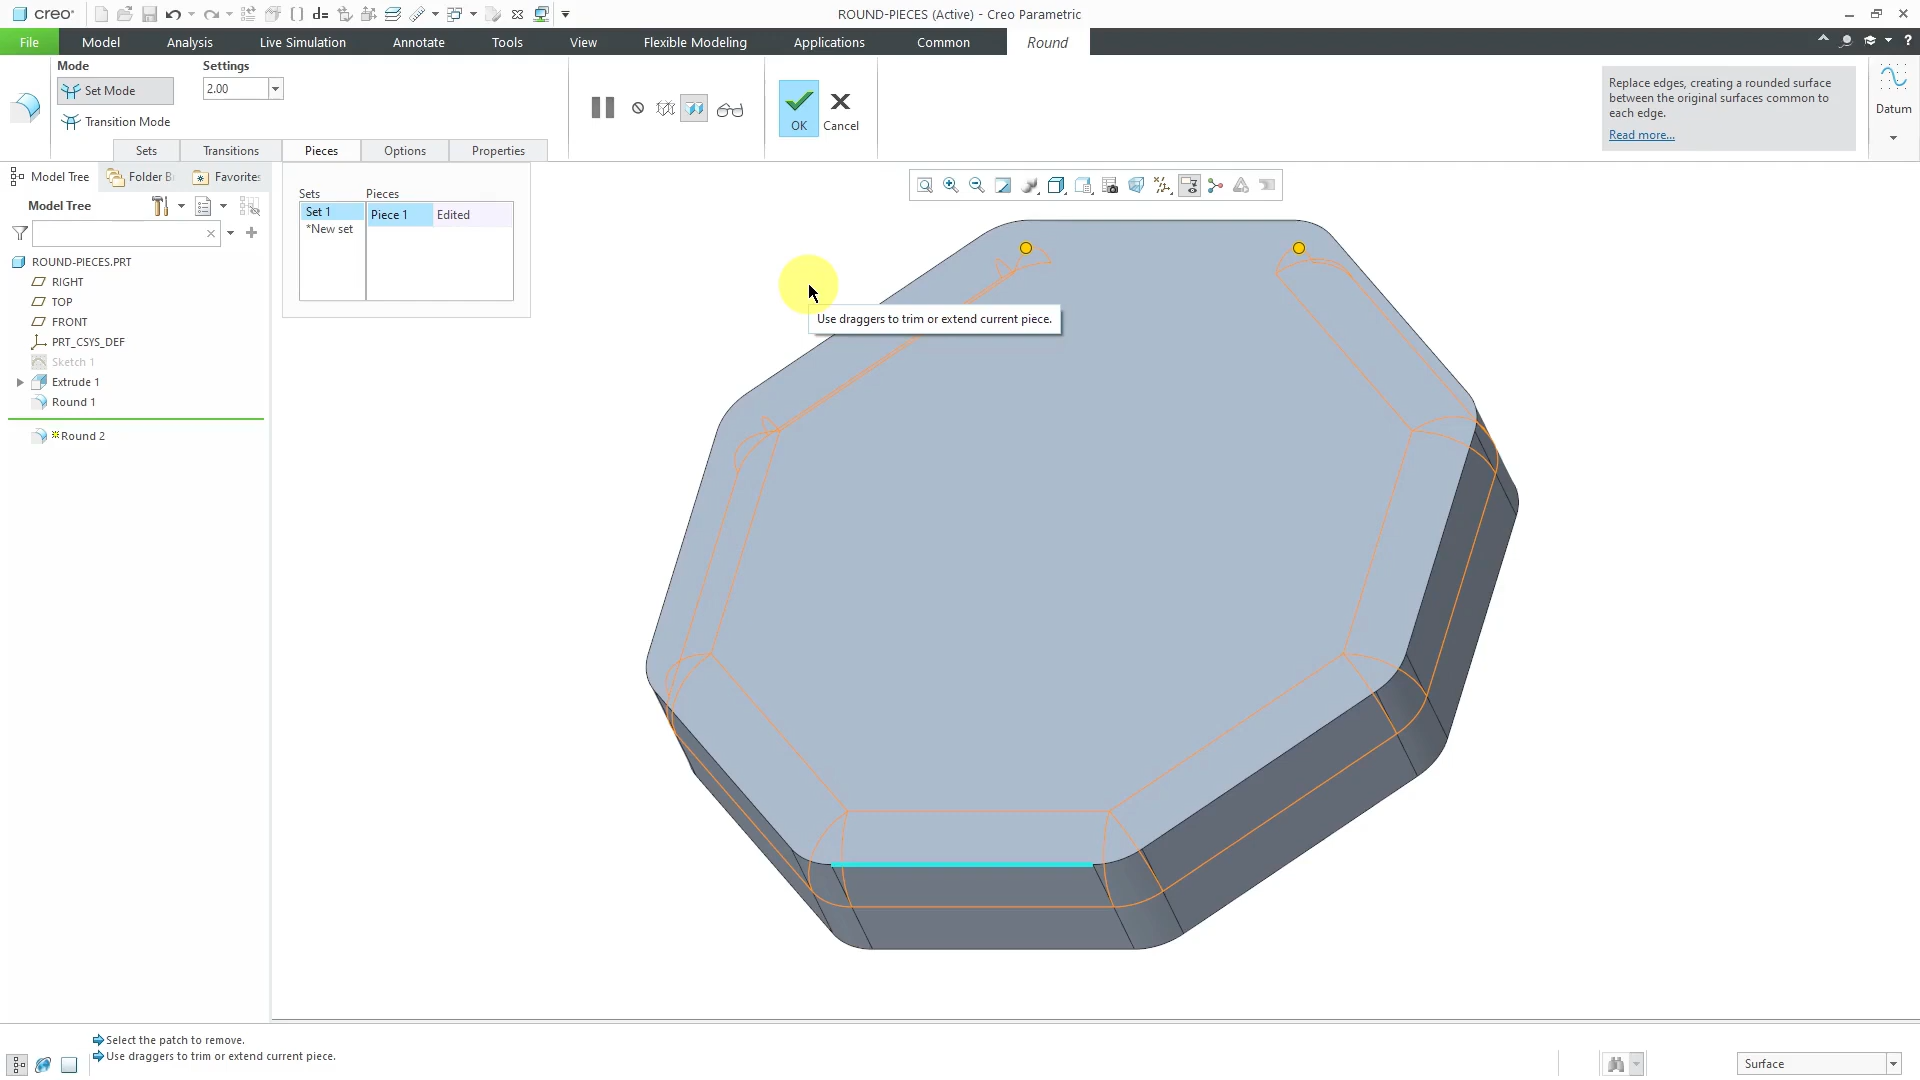 creo
ROUND-PIECES (Active) - Creo Parametric
File
Model
Analysis
Live Simulation
Annotate
Tools
View
Flexible Modeling
Applications
Common
Round
Mode
Settings
Set Mode
2.00
Transition Mode
OK
Cancel
Replace edges, creating a rounded surface
between the original surfaces common to
each edge.
Read more...
Datum
Sets
Transitions
Pieces
Options
Properties
Model Tree
Folder B
Favorites
Model Tree
ROUND-PIECES.PRT
RIGHT
TOP
FRONT
PRT_CSYS_DEF
Sketch 1
Extrude 1
Round 1
Round 2
Sets
Pieces
Set 1
*New set
Piece 1
Edited
Use draggers to trim or extend current piece.
Select the patch to remove.
Use draggers to trim or extend current piece.
Surface